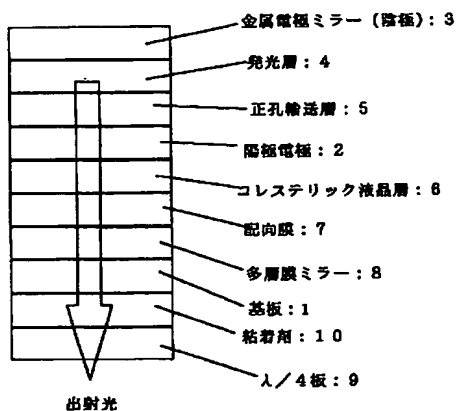 金属電極ミラー(陰極):3
発光層:4
正孔輸送層:5
陽極電極:2
コレステリック液晶層:6
配向膜:7
多層膜ミラー:8
基板:1
粘着剤:10
λ/4板:9
出射光